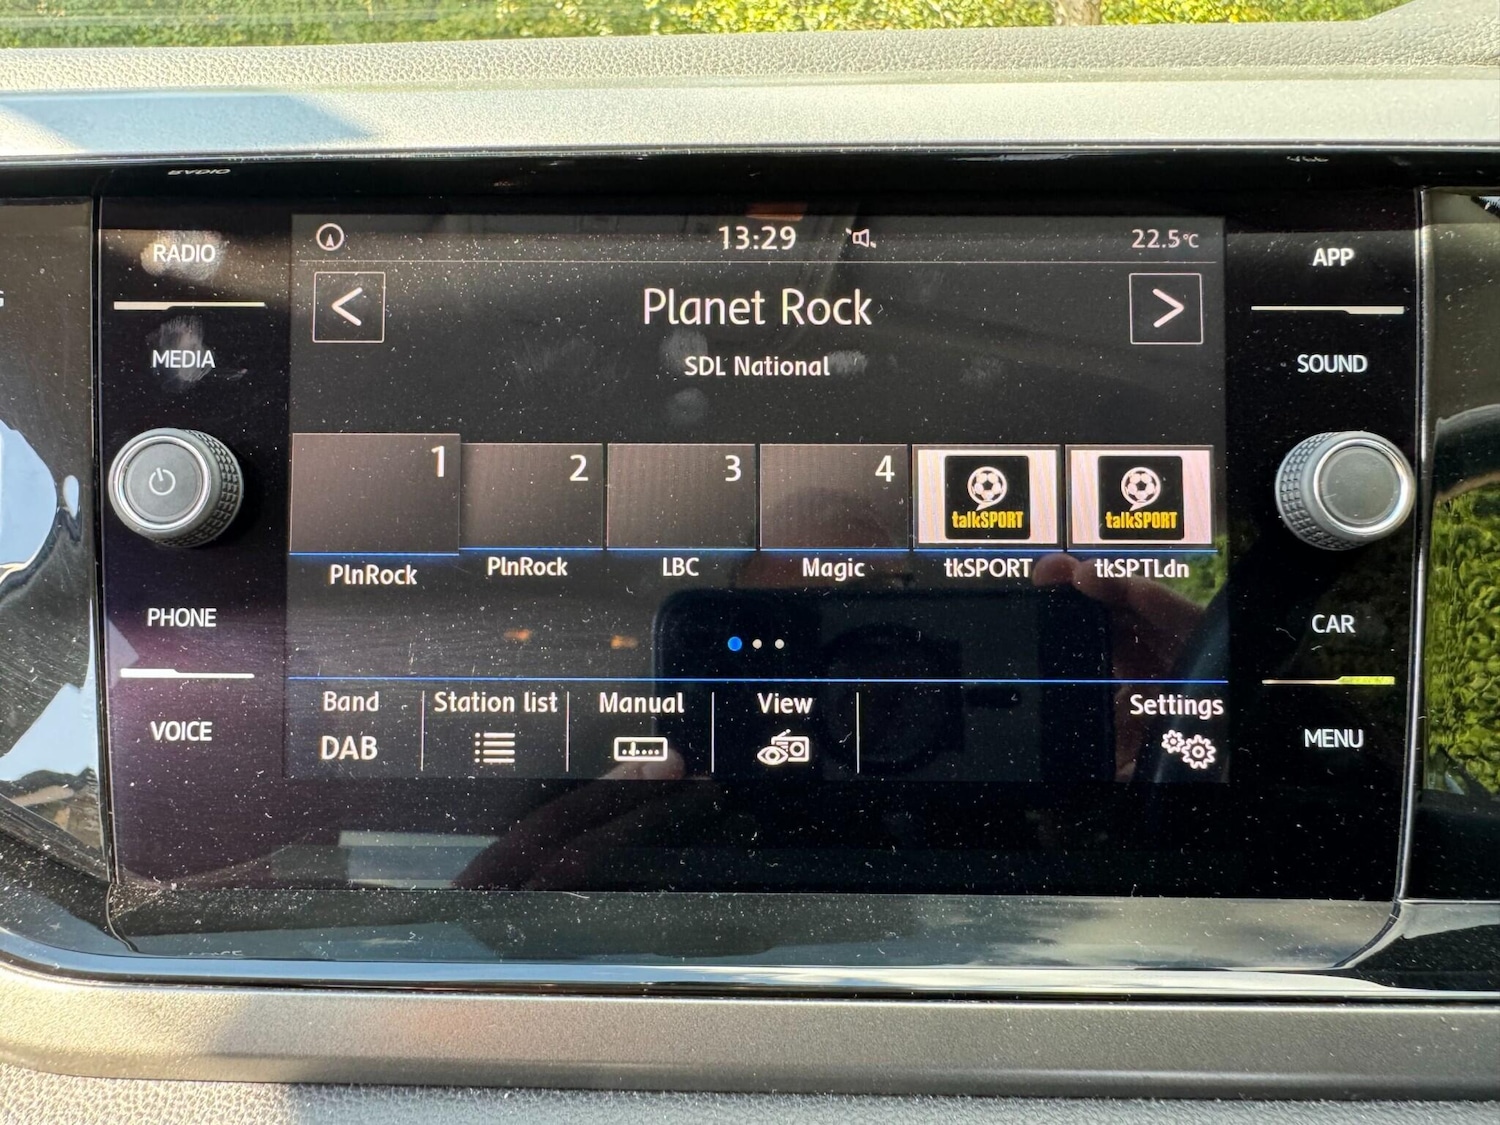 RADIO
MEDIA
PHONE
VOICE
13:29
22.5°C
Planet Rock
SDL National
1
2
3
4
talkSPORT
talkSPORT
PlnRock
PlnRock
LBC
Magic
tkSPORT
tkSPTLdn
Band
Station list
Manual
View
Settings
DAB
APP
SOUND
CAR
MENU